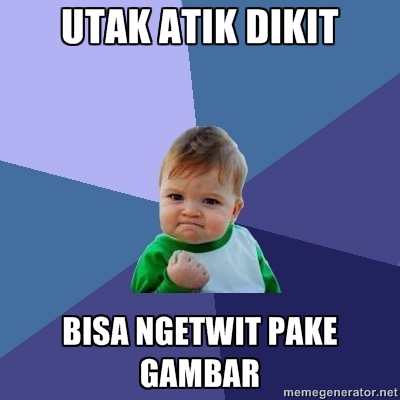 UTAK ATIK DIKIT
BISA NGETWIT PAKE
GAMBAR
memegenerator.net